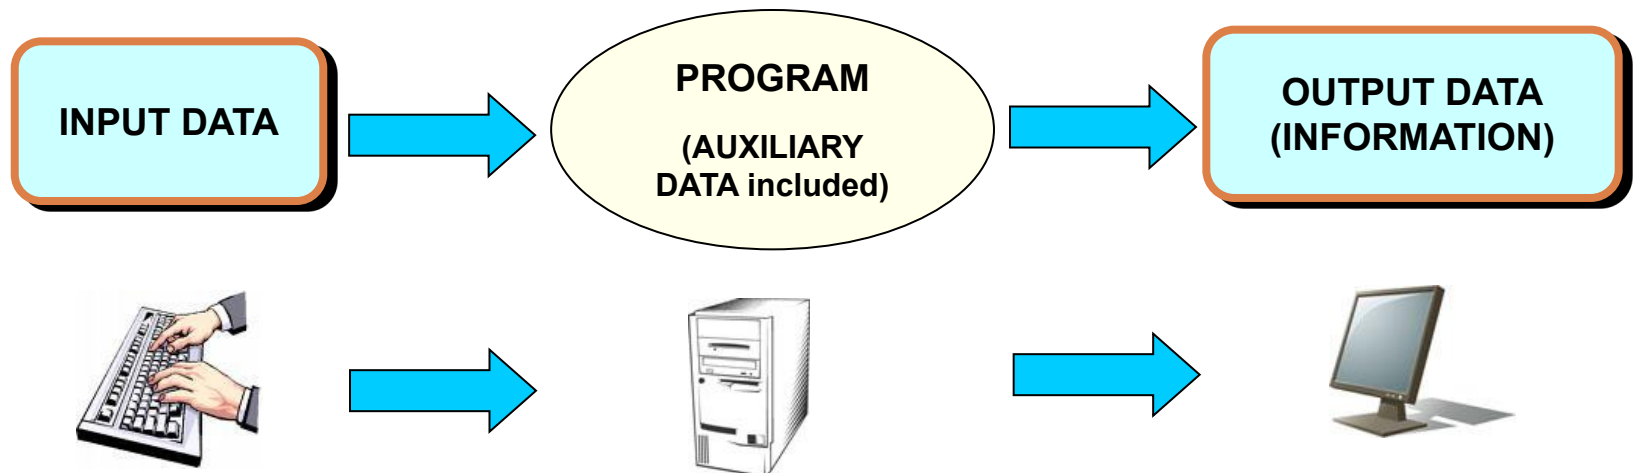 INPUT DATA
PROGRAM
(AUXILIARY
DATA included)
OUTPUT DATA
(INFORMATION)